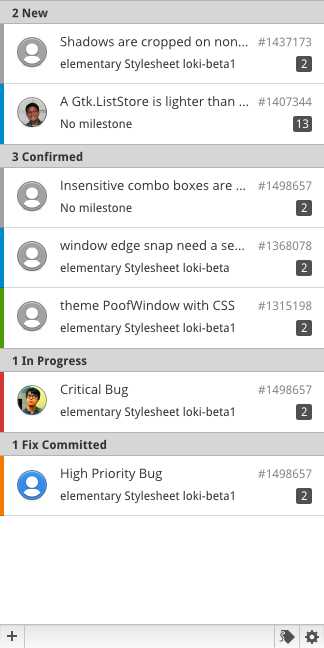 2 New
Shadows are cropped on non... #1437173
elementary Stylesheet loki-beta1 2
A Gtk.ListStore is lighter than ... #1407344
No milestone 13
3 Confirmed
Insensitive combo boxes are ... #1498657
No milestone 2
window edge snap need a se... #1368078
elementary Stylesheet loki-beta 2
theme PoofWindow with CSS #1315198
elementary Stylesheet loki-beta1 2
1 In Progress
Critical Bug #1498657
elementary Stylesheet loki-beta1 2
1 Fix Committed
High Priority Bug #1498657
elementary Stylesheet loki-beta1 2